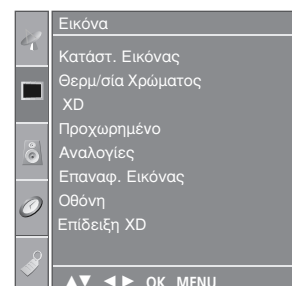 Εικόνα
Κατάστ. Εικόνας
Θερμ/σία Χρώματος
XD
Προχωρημένο
Αναλογίες
Επαναφ. Εικόνας
Οθόνη
Επίδειξη XD
▲▼ ◄► OK MENU